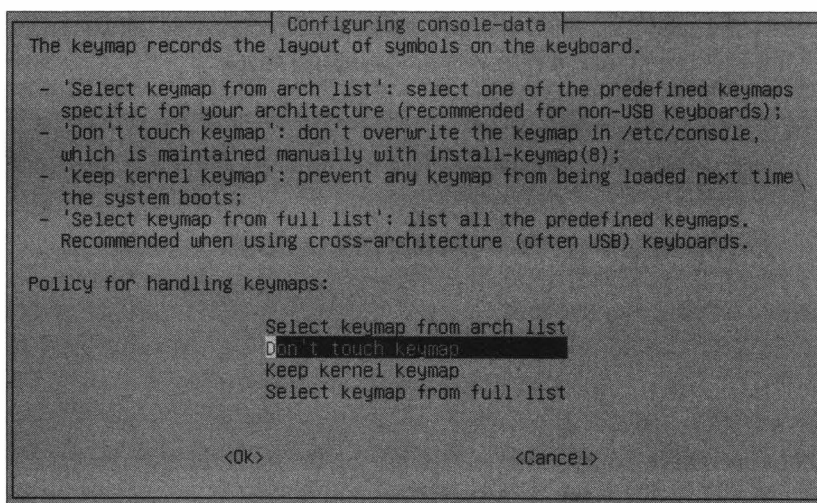 Configuring console-data
The keymap records the layout of symbols on the keyboard.
- 'Select keymap from arch list': select one of the predefined keymaps
specific for your architecture (recommended for non-USB keyboards);
- 'Don't touch keymap': don't overwrite the keymap in /etc/console,
which is maintained manually with install-keymap(8);
- 'Keep kernel keymap': prevent any keymap from being loaded next time\
the system boots;
- 'Select keymap from full list': list all the predefined keymaps.
Recommended when using cross-architecture (often USB) keyboards.
Policy for handling keymaps:
Select keymap from arch list
Don't touch keymap
Keep kernel keymap
Select keymap from full list
<Ok> <Cancel>